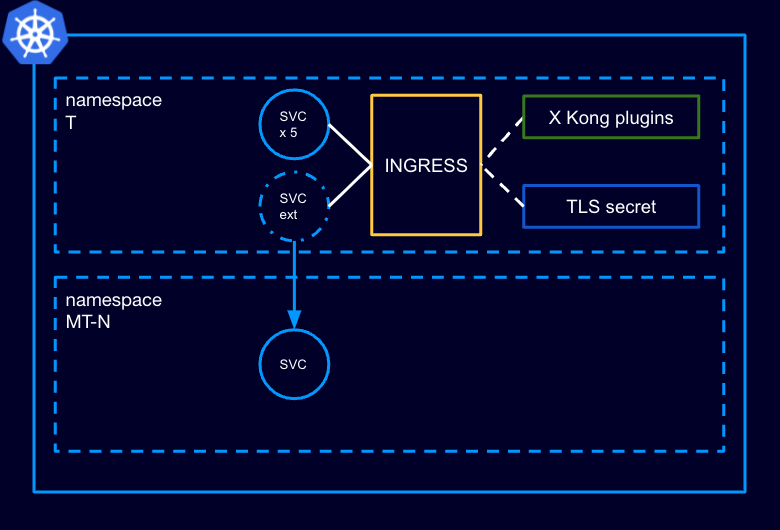 namespace
T
SVC
x 5
SVC
ext
INGRESS
X Kong plugins
TLS secret
namespace
MT-N
SVC